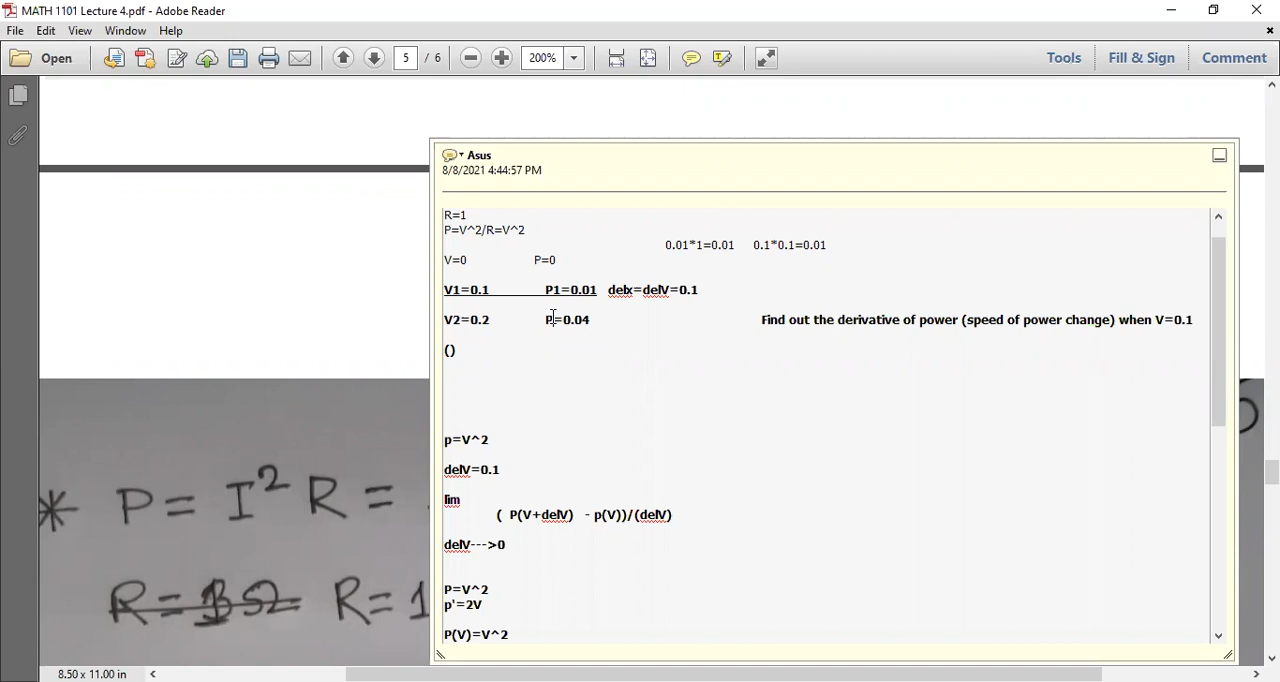 MATH 1101 Lecture 4.pdf - Adobe Reader
File Edit View Window Help
Open 5 / 6 200% Tools Fill & Sign Comment
Asus
8/8/2021 4:44:57 PM
R=1
P=V^2/R=V^2
0.01*1=0.01 0.1*0.1=0.01
V=0 P=0
V1=0.1 P1=0.01 delx=delV=0.1
V2=0.2 P=0.04 Find out the derivative of power (speed of power change) when V=0.1
()
p=V^2
delV=0.1
lim
( P(V+delV) - p(V))/(delV)
delV--->0
P=V^2
p'=2V
P(V)=V^2
* P = I² R =
R = 1
8.50 x 11.00 in